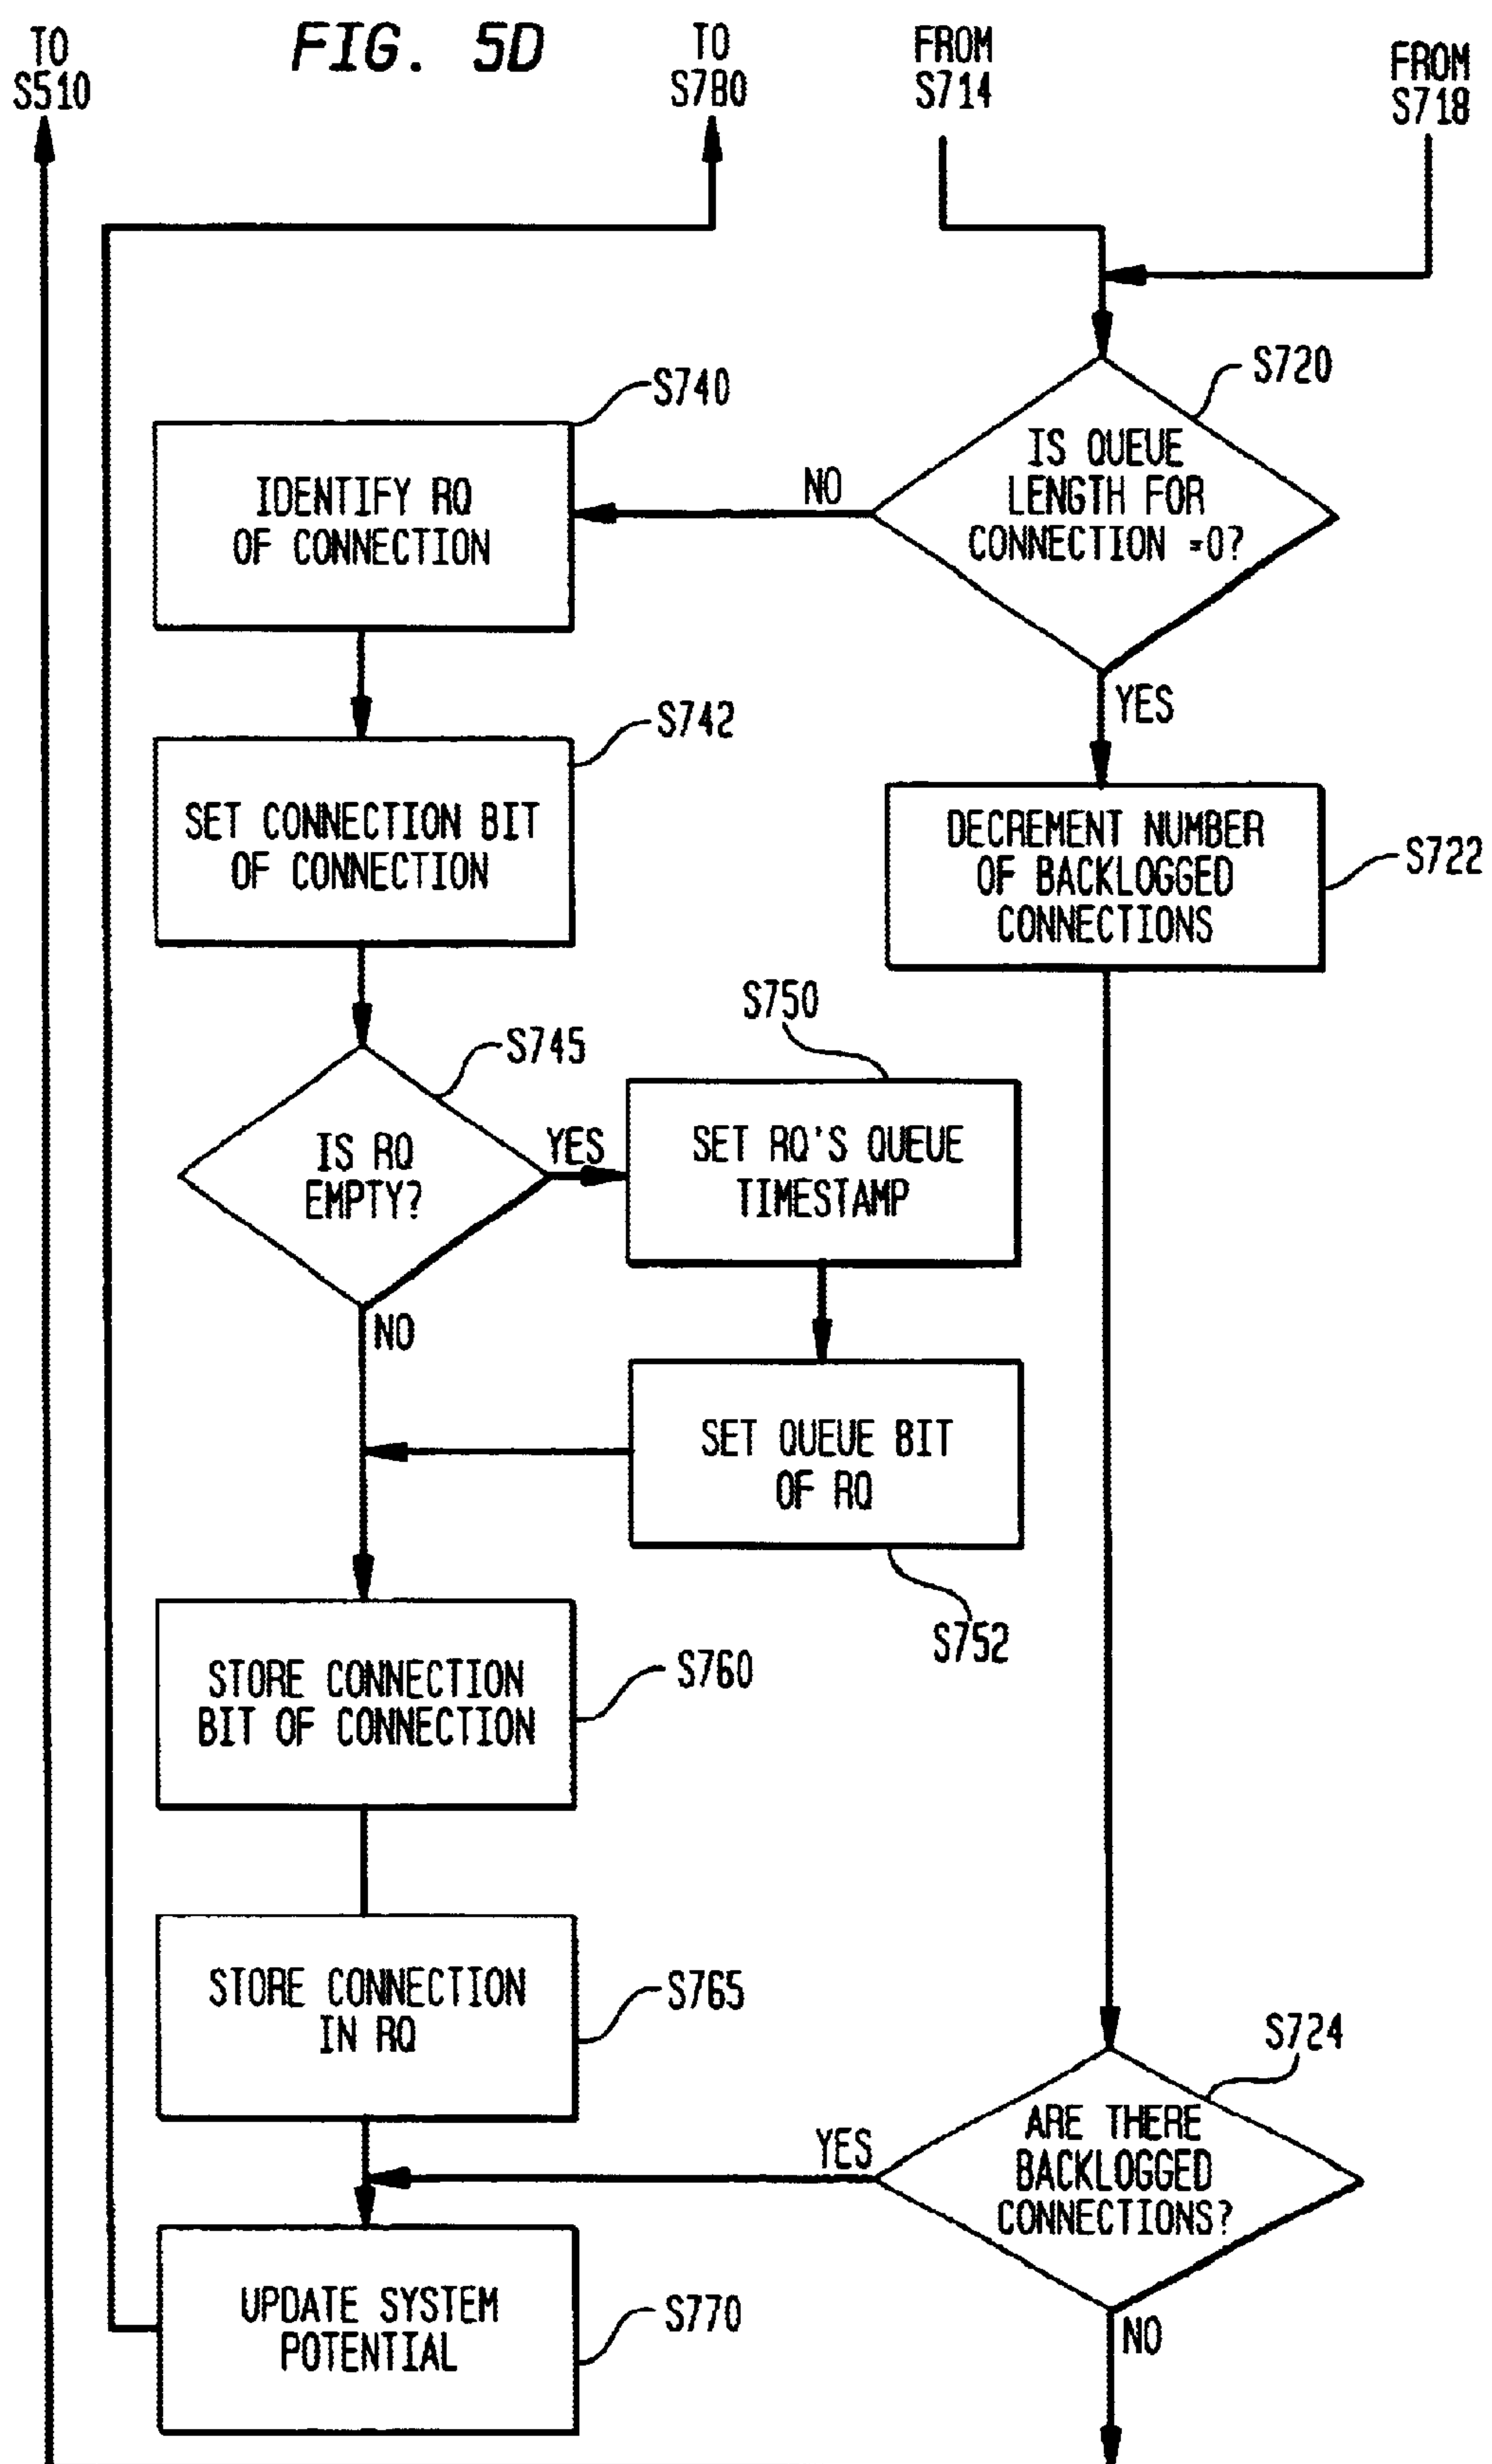 TO
S510
FIG. 5D
TO
S780
FROM
S714
FROM
S718
S720
IS QUEUE
LENGTH FOR
CONNECTION =0?
NO
YES
S740
IDENTIFY RQ
OF CONNECTION
S742
SET CONNECTION BIT
OF CONNECTION
DECREMENT NUMBER
OF BACKLOGGED
CONNECTIONS
S722
S745
IS RQ
EMPTY?
YES
NO
S750
SET RQ'S QUEUE
TIMESTAMP
SET QUEUE BIT
OF RQ
S752
STORE CONNECTION
BIT OF CONNECTION
S760
STORE CONNECTION
IN RQ
S765
S724
ARE THERE
BACKLOGGED
CONNECTIONS?
YES
NO
UPDATE SYSTEM
POTENTIAL
S770